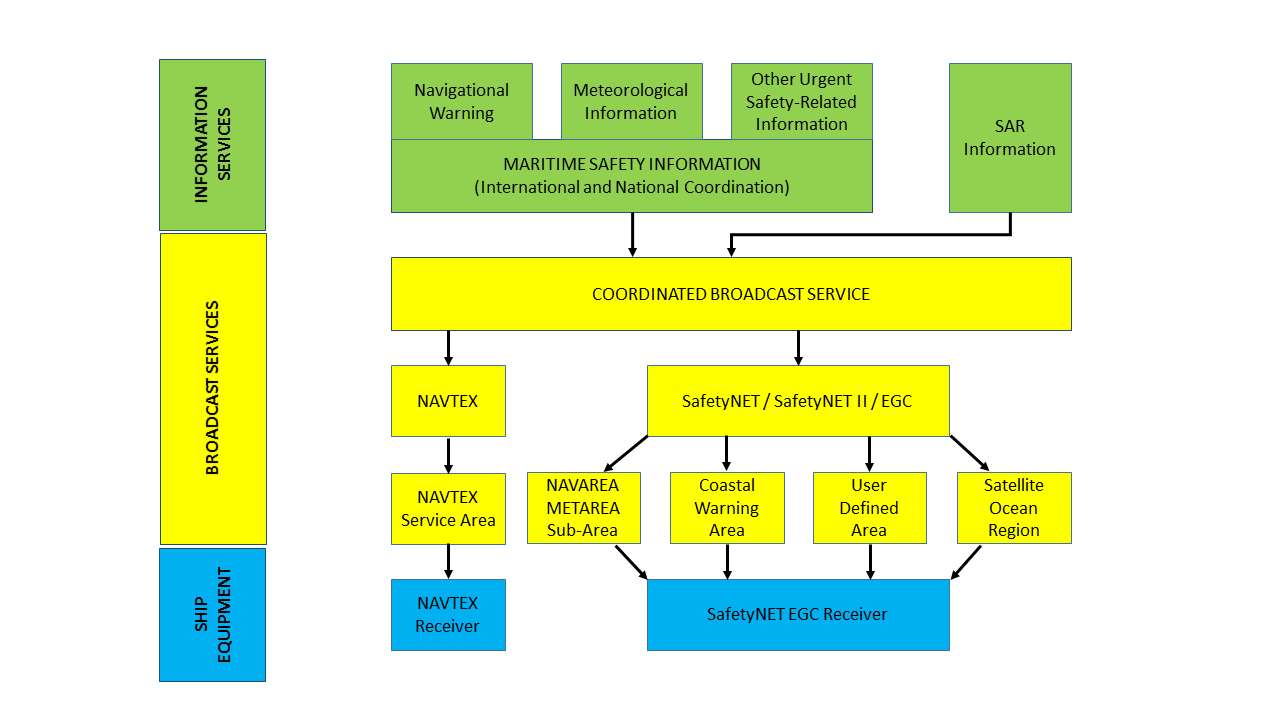 INFORMATION
SERVICES
Navigational
Warning
Meteorological
Information
Other Urgent
Safety-Related
Information
SAR
Information
MARITIME SAFETY INFORMATION
(International and National Coordination)
BROADCAST SERVICES
COORDINATED BROADCAST SERVICE
NAVTEX
SafetyNET / SafetyNET II / EGC
NAVTEX
Service Area
NAVAREA
METAREA
Sub-Area
Coastal
Warning
Area
User
Defined
Area
Satellite
Ocean
Region
SHIP
EQUIPMENT
NAVTEX
Receiver
SafetyNET EGC Receiver